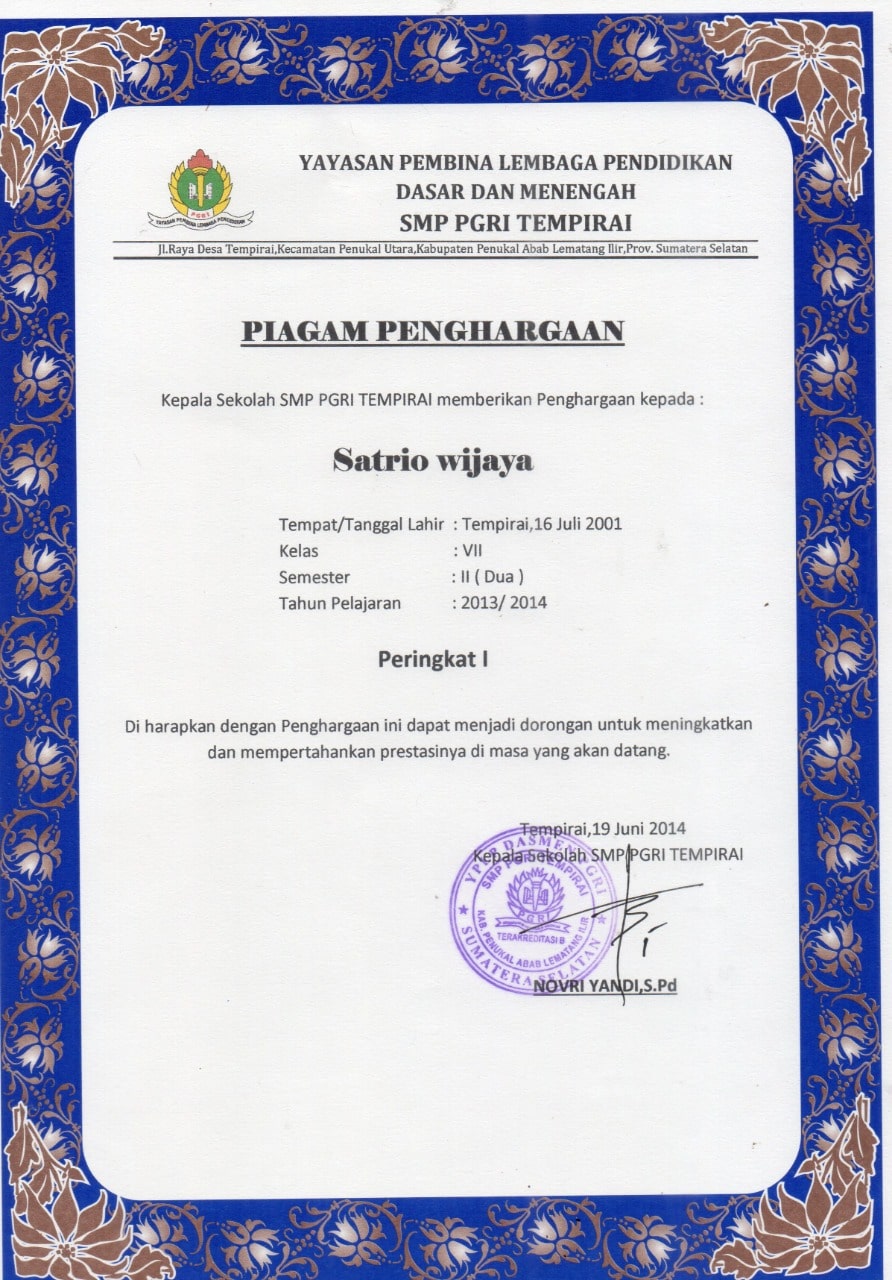 YAYASAN PEMBINA LEMBAGA PENDIDIKAN
DASAR DAN MENENGAH
SMP PGRI TEMPIRAI
PGRI
YAYASAN PEMBINA LEMBAGA PENDIDIKAN
Jl.Raya Desa Tempirai,Kecamatan Penukal Utara,Kabupaten Penukal Abab Lematang Ilir,Prov. Sumatera Selatan
PIAGAM PENGHARGAAN
Kepala Sekolah SMP PGRI TEMPIRAI memberikan Penghargaan kepada :
Satrio wijaya
Tempat/Tanggal Lahir : Tempirai,16 Juli 2001
Kelas : VII
Semester : II ( Dua )
Tahun Pelajaran : 2013/ 2014
Peringkat I
Di harapkan dengan Penghargaan ini dapat menjadi dorongan untuk meningkatkan
dan mempertahankan prestasinya di masa yang akan datang.
Tempirai,19 Juni 2014
Kepala Sekolah SMP PGRI TEMPIRAI
DASMEN PGRI
SMP PGRI TEMPIRAI
PGRI
TERAKREDITASI B
KAB. PENUKAL ABAB LEMATANG ILIR
SUMATERA SELATAN
NOVRI YANDI,S.Pd